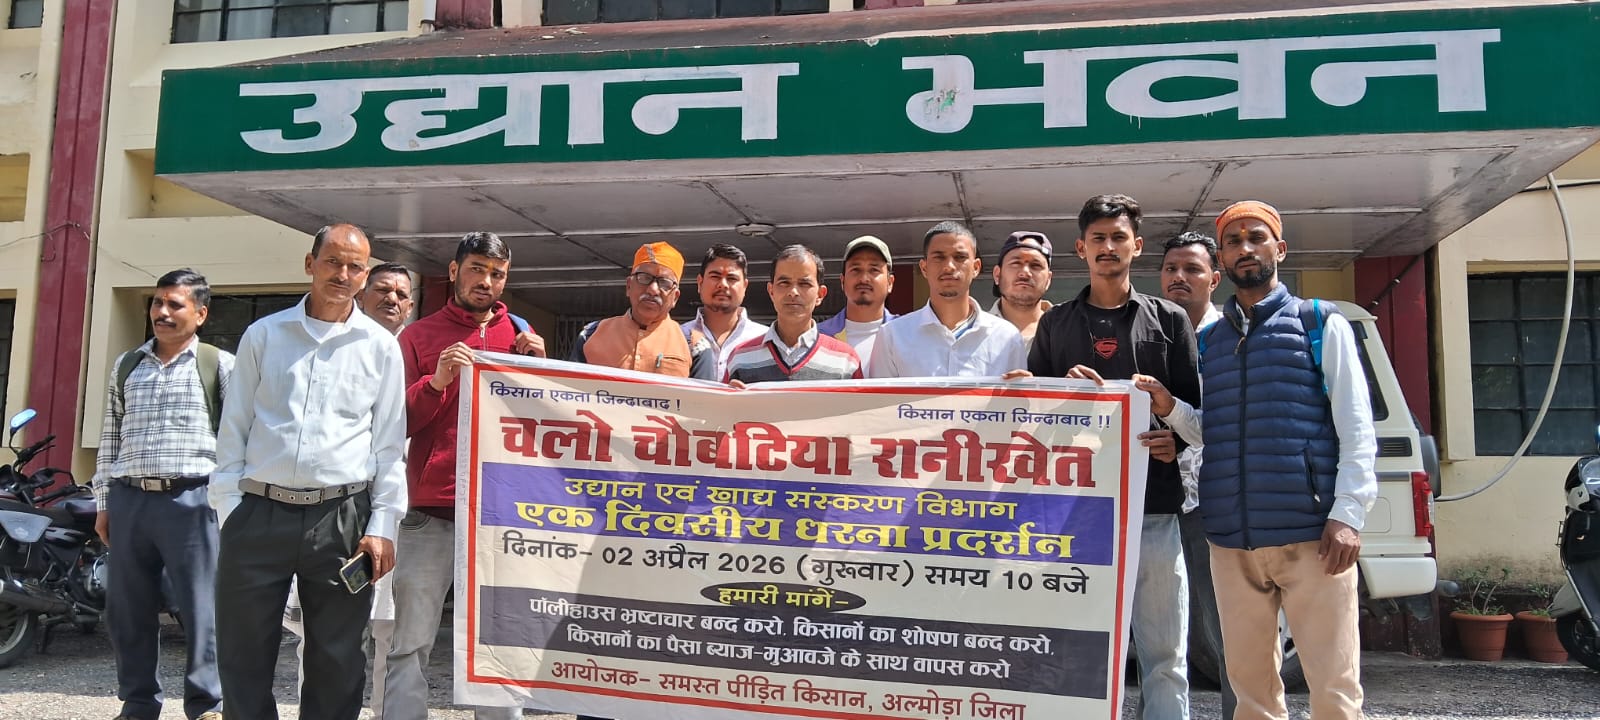 उद्यान भवन
किसान एकता जिन्दाबाद !
किसान एकता जिन्दाबाद !!
चलो चौबटिया रानीखेत
उद्यान एवं खाद्य संस्करण विभाग
एक दिवसीय धरना प्रदर्शन
दिनांक- 02 अप्रैल 2026 (गुरूवार) समय 10 बजे
हमारी मांगें-
पॉलीहाउस भ्रष्टाचार बन्द करो, किसानों का शोषण बन्द करो,
किसानों का पैसा ब्याज-मुआवजे के साथ वापस करो
आयोजक- समस्त पीड़ित किसान, अल्मोड़ा जिला